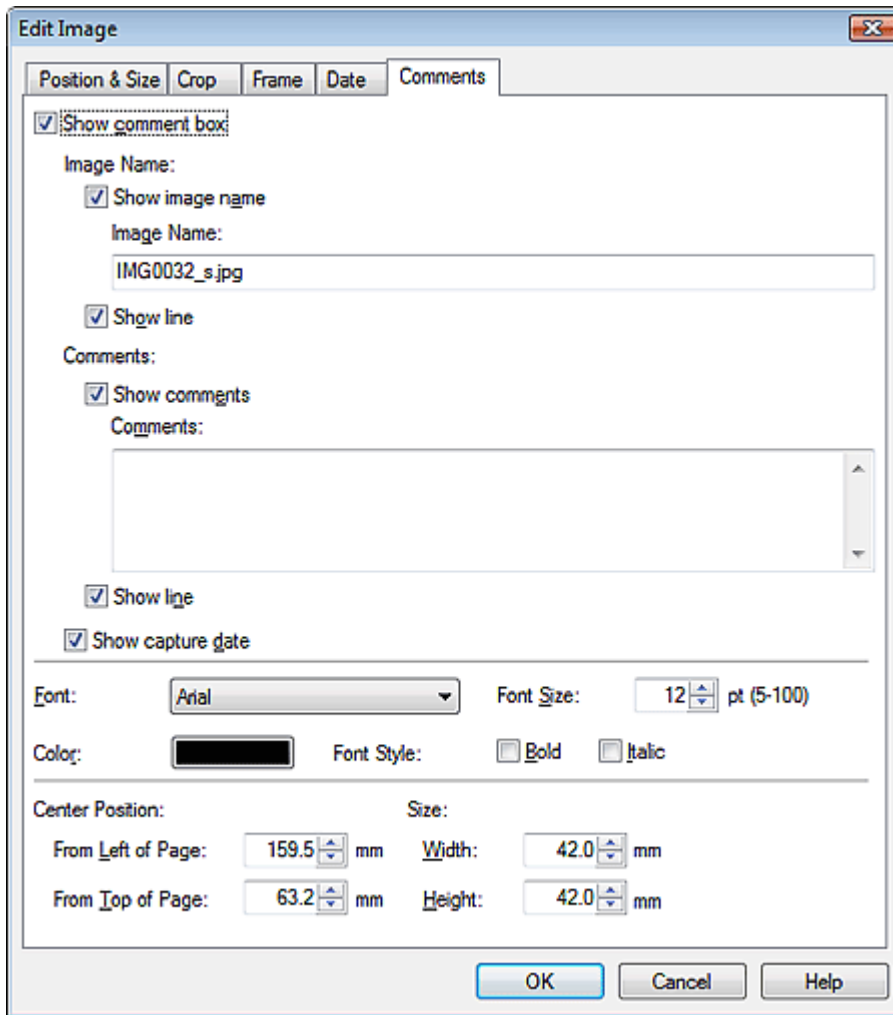 Edit Image
Position & Size Crop Frame Date Comments
Show comment box
Image Name:
Show image name
Image Name:
IMG0032_s.jpg
Show line
Comments:
Show comments
Comments:
Show line
Show capture date
Font: Arial Font Size: 12 pt (5-100)
Color: Font Style: Bold Italic
Center Position: Size:
From Left of Page: 159.5 mm Width: 42.0 mm
From Top of Page: 63.2 mm Height: 42.0 mm
OK Cancel Help